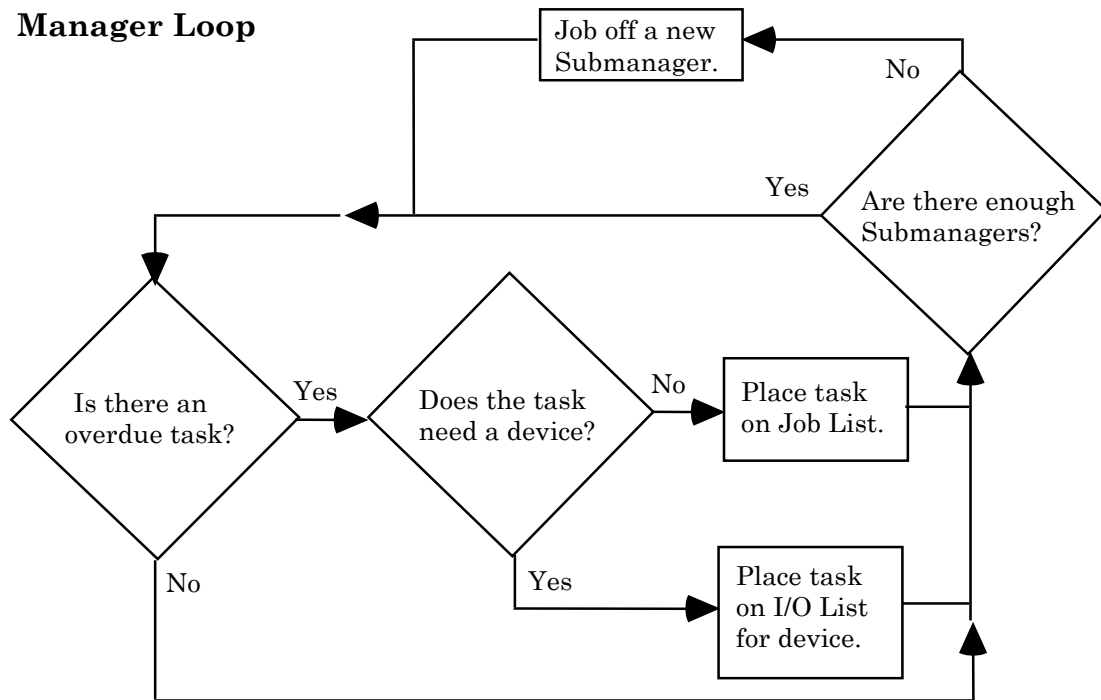 Manager Loop
Job off a new
Submanager.
No
Yes
Are there enough
Submanagers?
Is there an
overdue task?
Yes
Does the task
need a device?
No
Place task
on Job List.
No
Yes
Place task
on I/O List
for device.